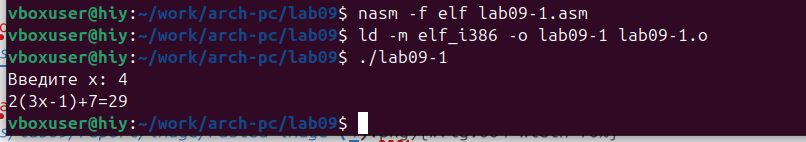 vboxuser@hiy:~/work/arch-pc/lab09$ nasm -f elf lab09-1.asm
vboxuser@hiy:~/work/arch-pc/lab09$ ld -m elf_i386 -o lab09-1 lab09-1.o
vboxuser@hiy:~/work/arch-pc/lab09$ ./lab09-1
Введите x: 4
2(3x-1)+7=29
vboxuser@hiy:~/work/arch-pc/lab09$